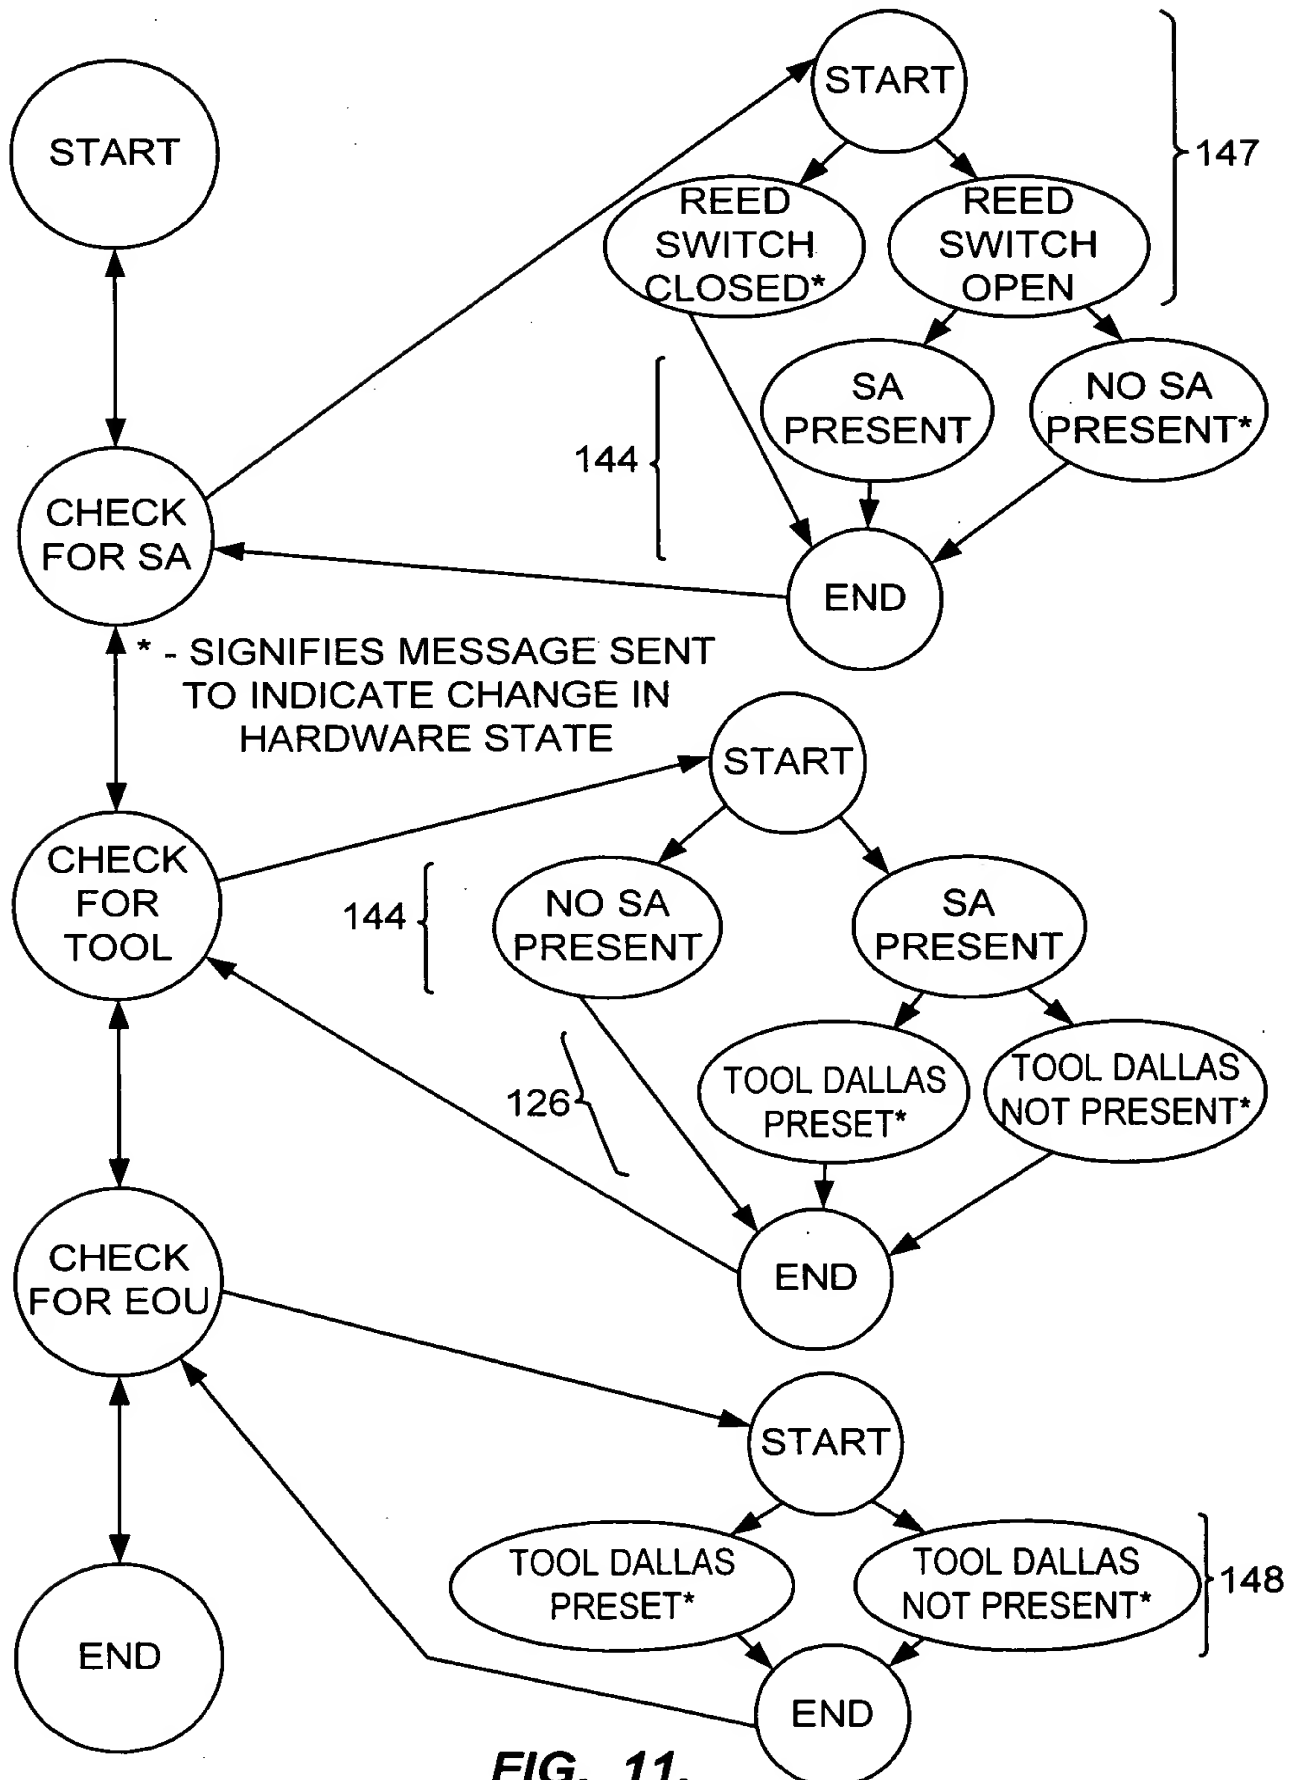 START
START
147
REED
SWITCH
CLOSED*
REED
SWITCH
OPEN
SA
PRESENT
NO SA
PRESENT*
144
CHECK
FOR SA
END
* - SIGNIFIES MESSAGE SENT
TO INDICATE CHANGE IN
HARDWARE STATE
START
CHECK
FOR
TOOL
144
NO SA
PRESENT
SA
PRESENT
126
TOOL DALLAS
PRESET*
TOOL DALLAS
NOT PRESENT*
CHECK
FOR EOU
END
START
TOOL DALLAS
PRESET*
TOOL DALLAS
NOT PRESENT*
148
END
END
FIG. 11.